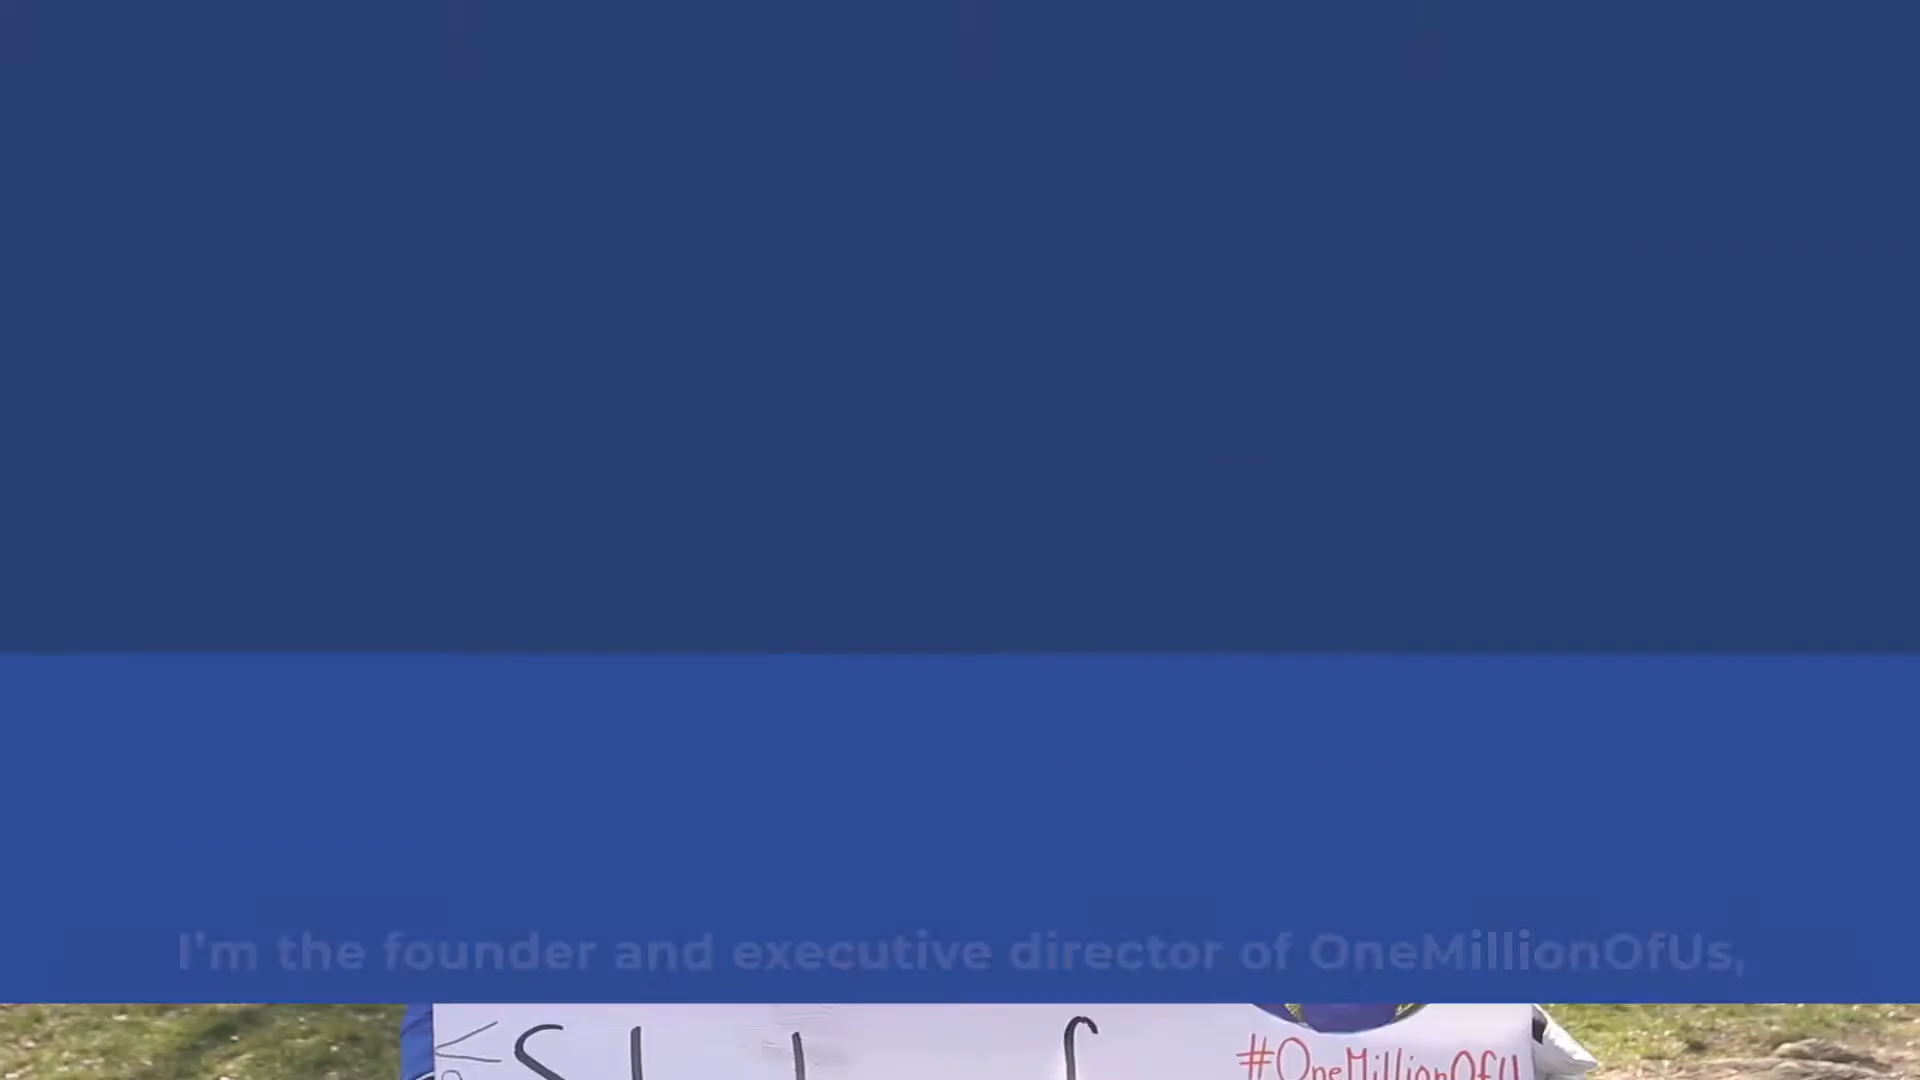 I'm the founder and executive director of OneMillionOfUs,
#OneMillionOfU